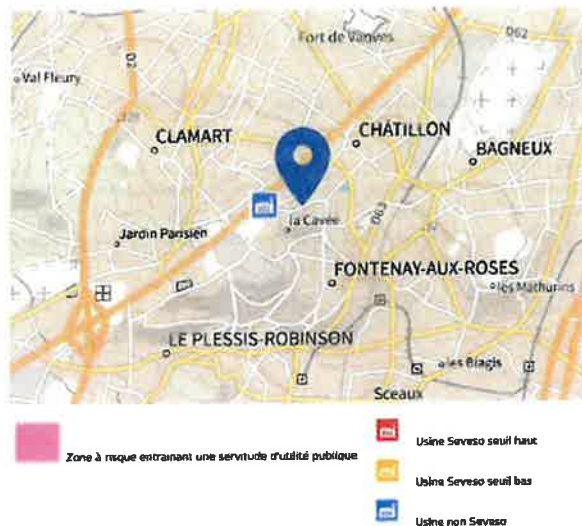 D62
Fort de Vanves
Val Fleury
D2
CLAMART
CHÂTILLON
BAGNEUX
la Cavée
D63
Jardin Parisien
FONTENAY-AUX-ROSES
les Mathurins
LE PLESSIS-ROBINSON
les Blagis
Sceaux
Zone à risque entrainant une servitude d'utilité publique
Usine Seveso seuil haut
Usine Seveso seuil bas
Usine non Seveso